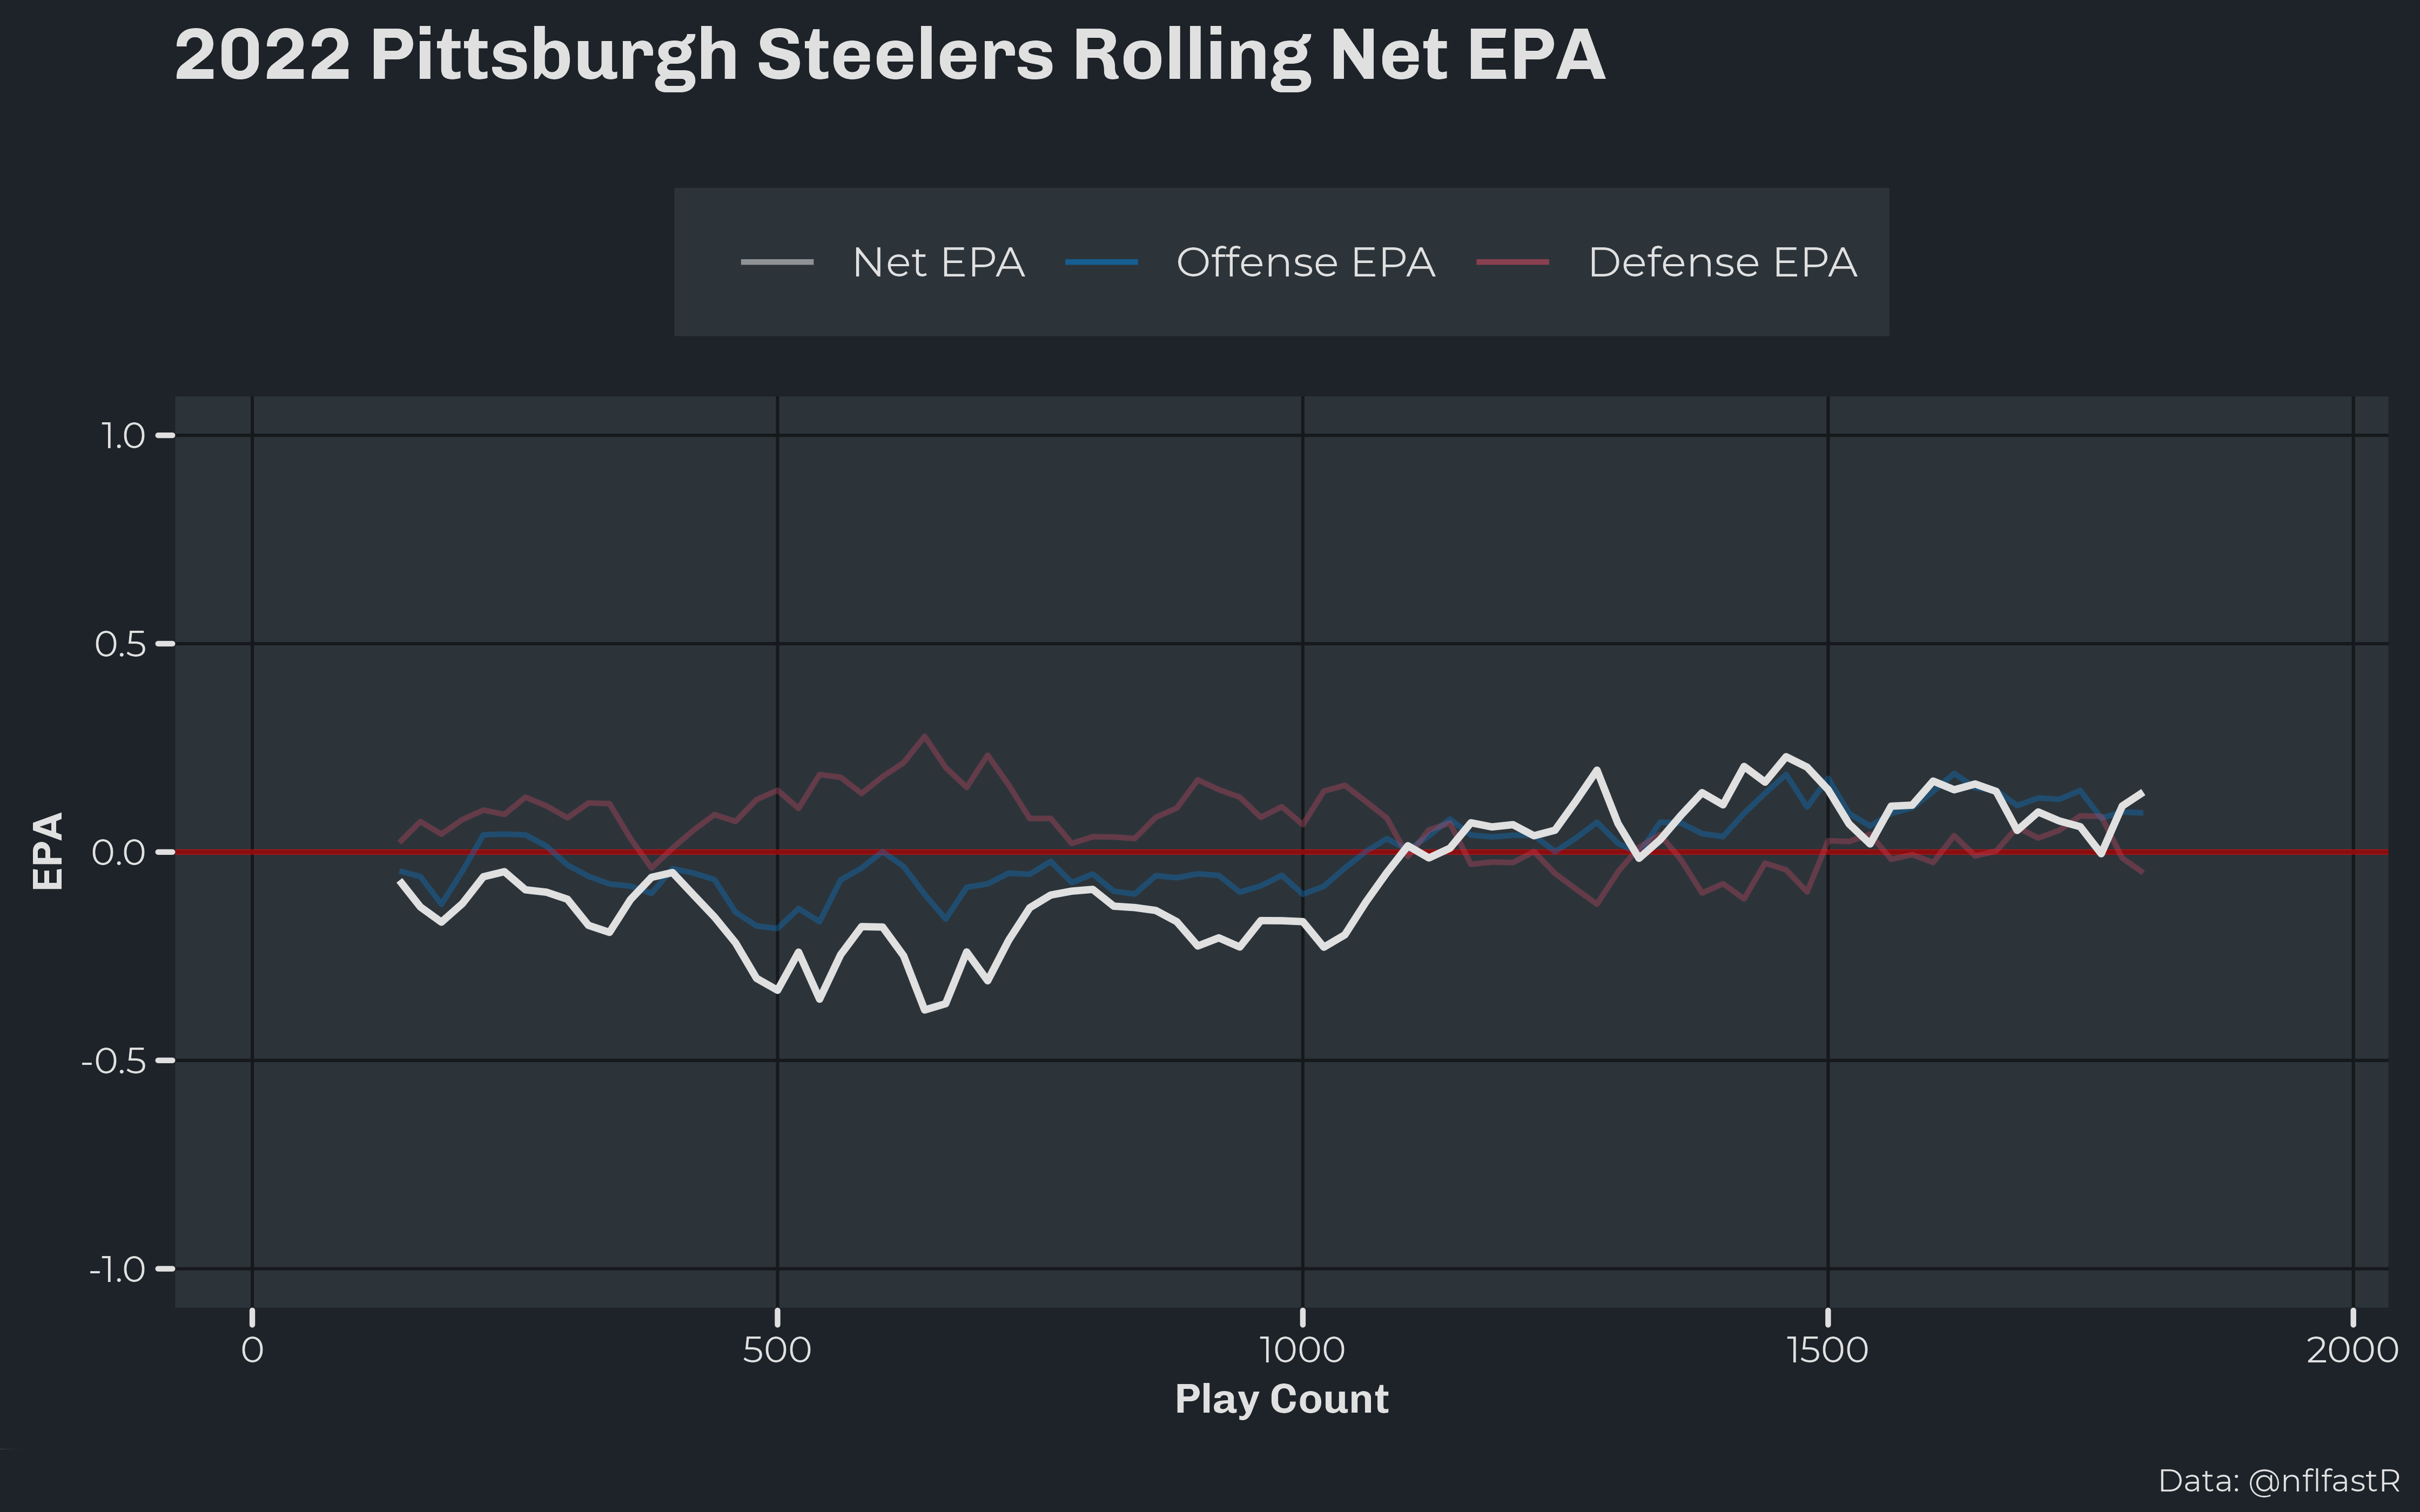 2022 Pittsburgh Steelers Rolling Net EPA
Net EPA
Offense EPA
Defense EPA
EPA
1.0
0.5
0.0
-0.5
-1.0
0
500
1000
1500
2000
Play Count
Data: @nflfastR